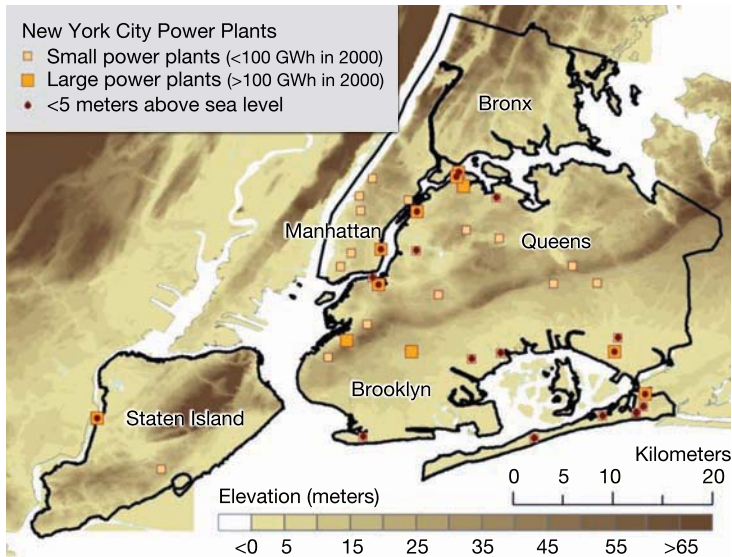 New York City Power Plants
Small power plants (<100 GWh in 2000)
Large power plants (>100 GWh in 2000)
<5 meters above sea level
Bronx
Manhattan
Queens
Brooklyn
Staten Island
Kilometers
0 5 10 20
Elevation (meters)
<0 5 15 25 35 45 55 >65